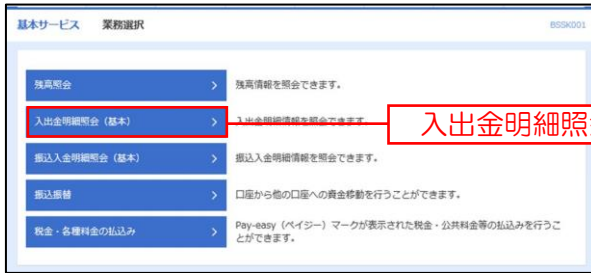 基本サービス 業務選択 BSSK001
残高照会 > 残高情報を照会できます。
入出金明細照会（基本） > 入出金明細情報を照会できます。
入出金明細照
振込入金明細照会（基本） > 振込入金明細情報を照会できます。
振込振替 > 口座から他の口座への資金移動を行うことができます。
税金・各種料金の払込み > Pay-easy（ペイジー）マークが表示された税金・公共料金等の払込みを行うこ
とができます。